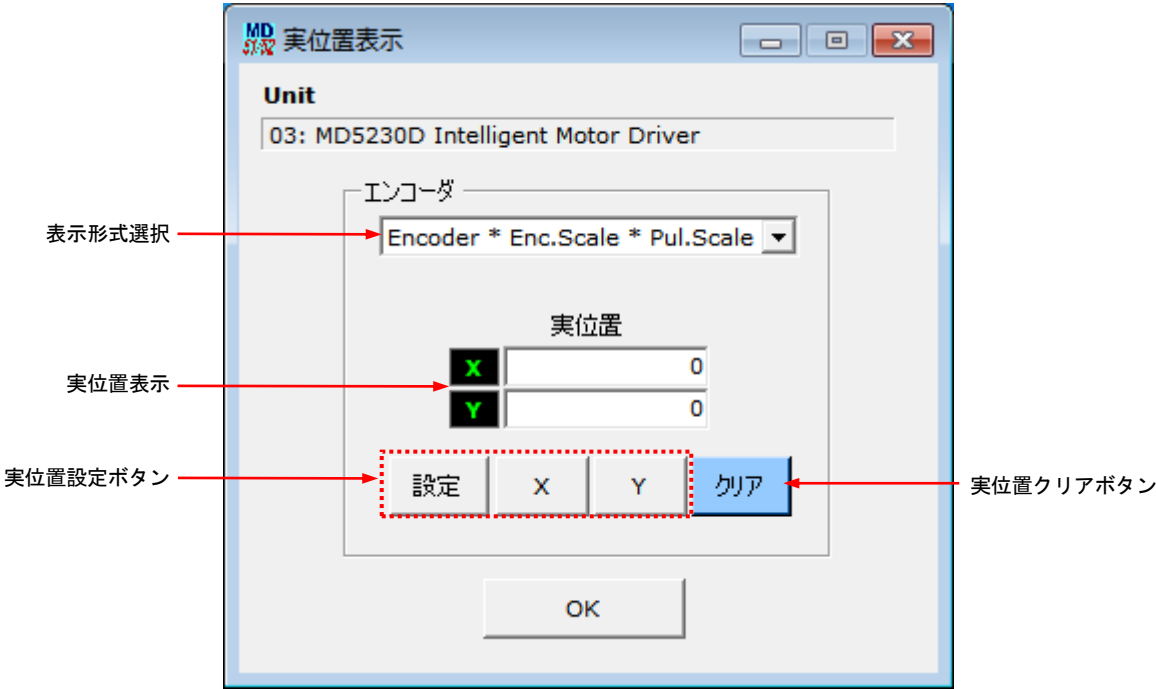 MD
51/52 実位置表示
Unit
03: MD5230D Intelligent Motor Driver
エンコーダ
表示形式選択
Encoder * Enc.Scale * Pul.Scale
実位置
X 0
実位置表示
Y 0
実位置設定ボタン
設定 X Y クリア
実位置クリアボタン
OK